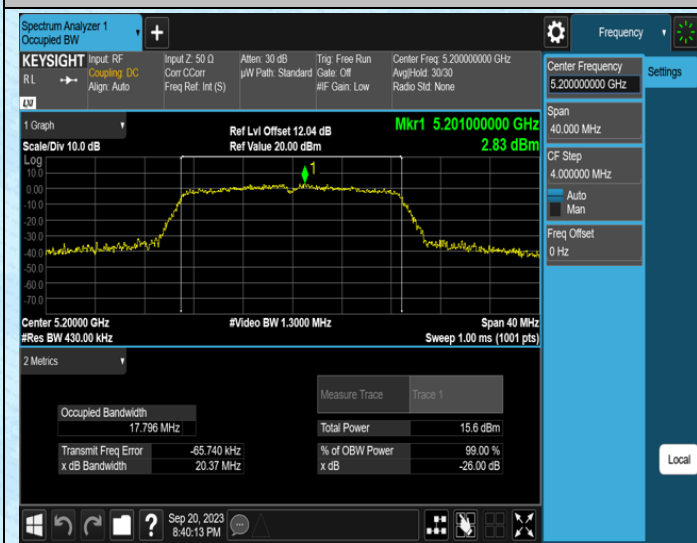 Spectrum Analyzer 1
Occupied BW
Frequency
KEYSIGHT
R L
LXI
Input: RF
Coupling: DC
Align: Auto
Input Z: 50 Ω
Corr CCorr
Freq Ref: Int (S)
Atten: 30 dB
µW Path: Standard
Trig: Free Run
Gate: Off
#IF Gain: Low
Center Freq: 5.200000000 GHz
Avg|Hold: 30/30
Radio Std: None
Center Frequency
5.200000000 GHz
Settings
Span
40.000 MHz
CF Step
4.000000 MHz
Auto
Man
Freq Offset
0 Hz
Local
1 Graph
Scale/Div 10.0 dB
Ref Lvl Offset 12.04 dB
Ref Value 20.00 dBm
Mkr1 5.201000000 GHz
2.83 dBm
Log
10.0
0.00
-10.0
-20.0
-30.0
-40.0
-50.0
-60.0
-70.0
1
Center 5.20000 GHz
#Res BW 430.00 kHz
#Video BW 1.3000 MHz
Span 40 MHz
Sweep 1.00 ms (1001 pts)
2 Metrics
Measure Trace Trace 1
Occupied Bandwidth
17.796 MHz
Total Power 15.6 dBm
Transmit Freq Error -65.740 kHz
% of OBW Power 99.00 %
x dB Bandwidth 20.37 MHz
x dB -26.00 dB
?
Sep 20, 2023
8:40:13 PM